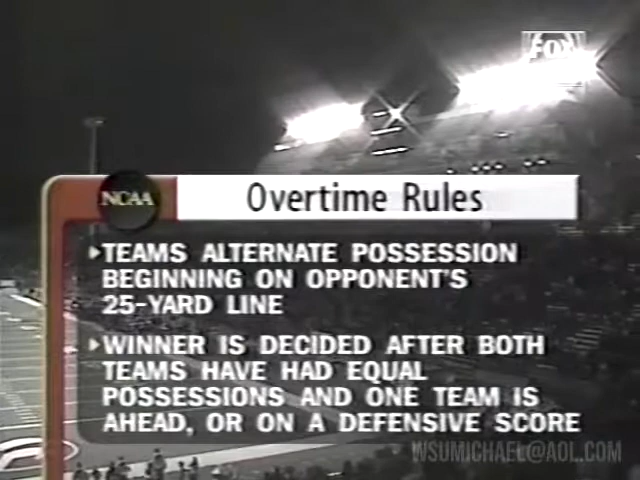 FOX
NCAA
Overtime Rules
▸TEAMS ALTERNATE POSSESSION
BEGINNING ON OPPONENT'S
25-YARD LINE
▸WINNER IS DECIDED AFTER BOTH
TEAMS HAVE HAD EQUAL
POSSESSIONS AND ONE TEAM IS
AHEAD, OR ON A DEFENSIVE SCORE
WSUMICHAEL@AOL.COM